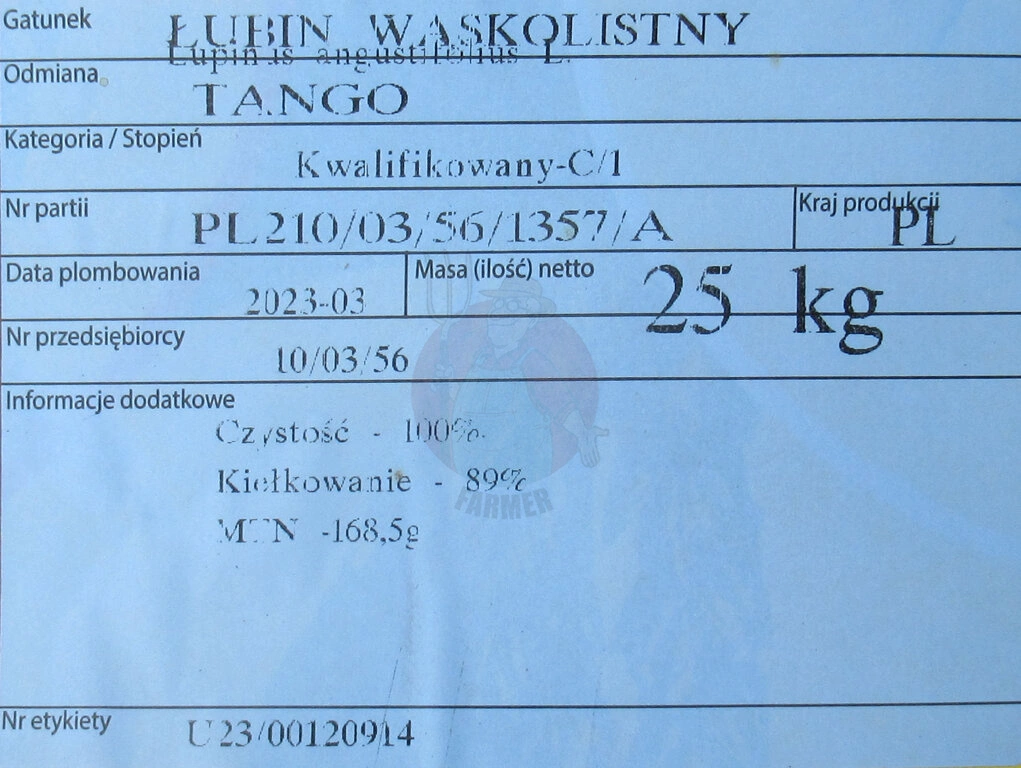 Gatunek ŁUBIN WĄSKOLISTNY
Lupinus angustifolius L.
Odmiana TANGO
Kategoria / Stopień
Kwalifikowany-C/1
Nr partii PL210/03/56/1357/A Kraj produkcji PL
Data plombowania 2023-03 Masa (ilość) netto 25 kg
Nr przedsiębiorcy 10/03/56
Informacje dodatkowe
Czystość - 100%
Kiełkowanie - 89%
MTN -168,5g
FARMER
Nr etykiety U23/00120914